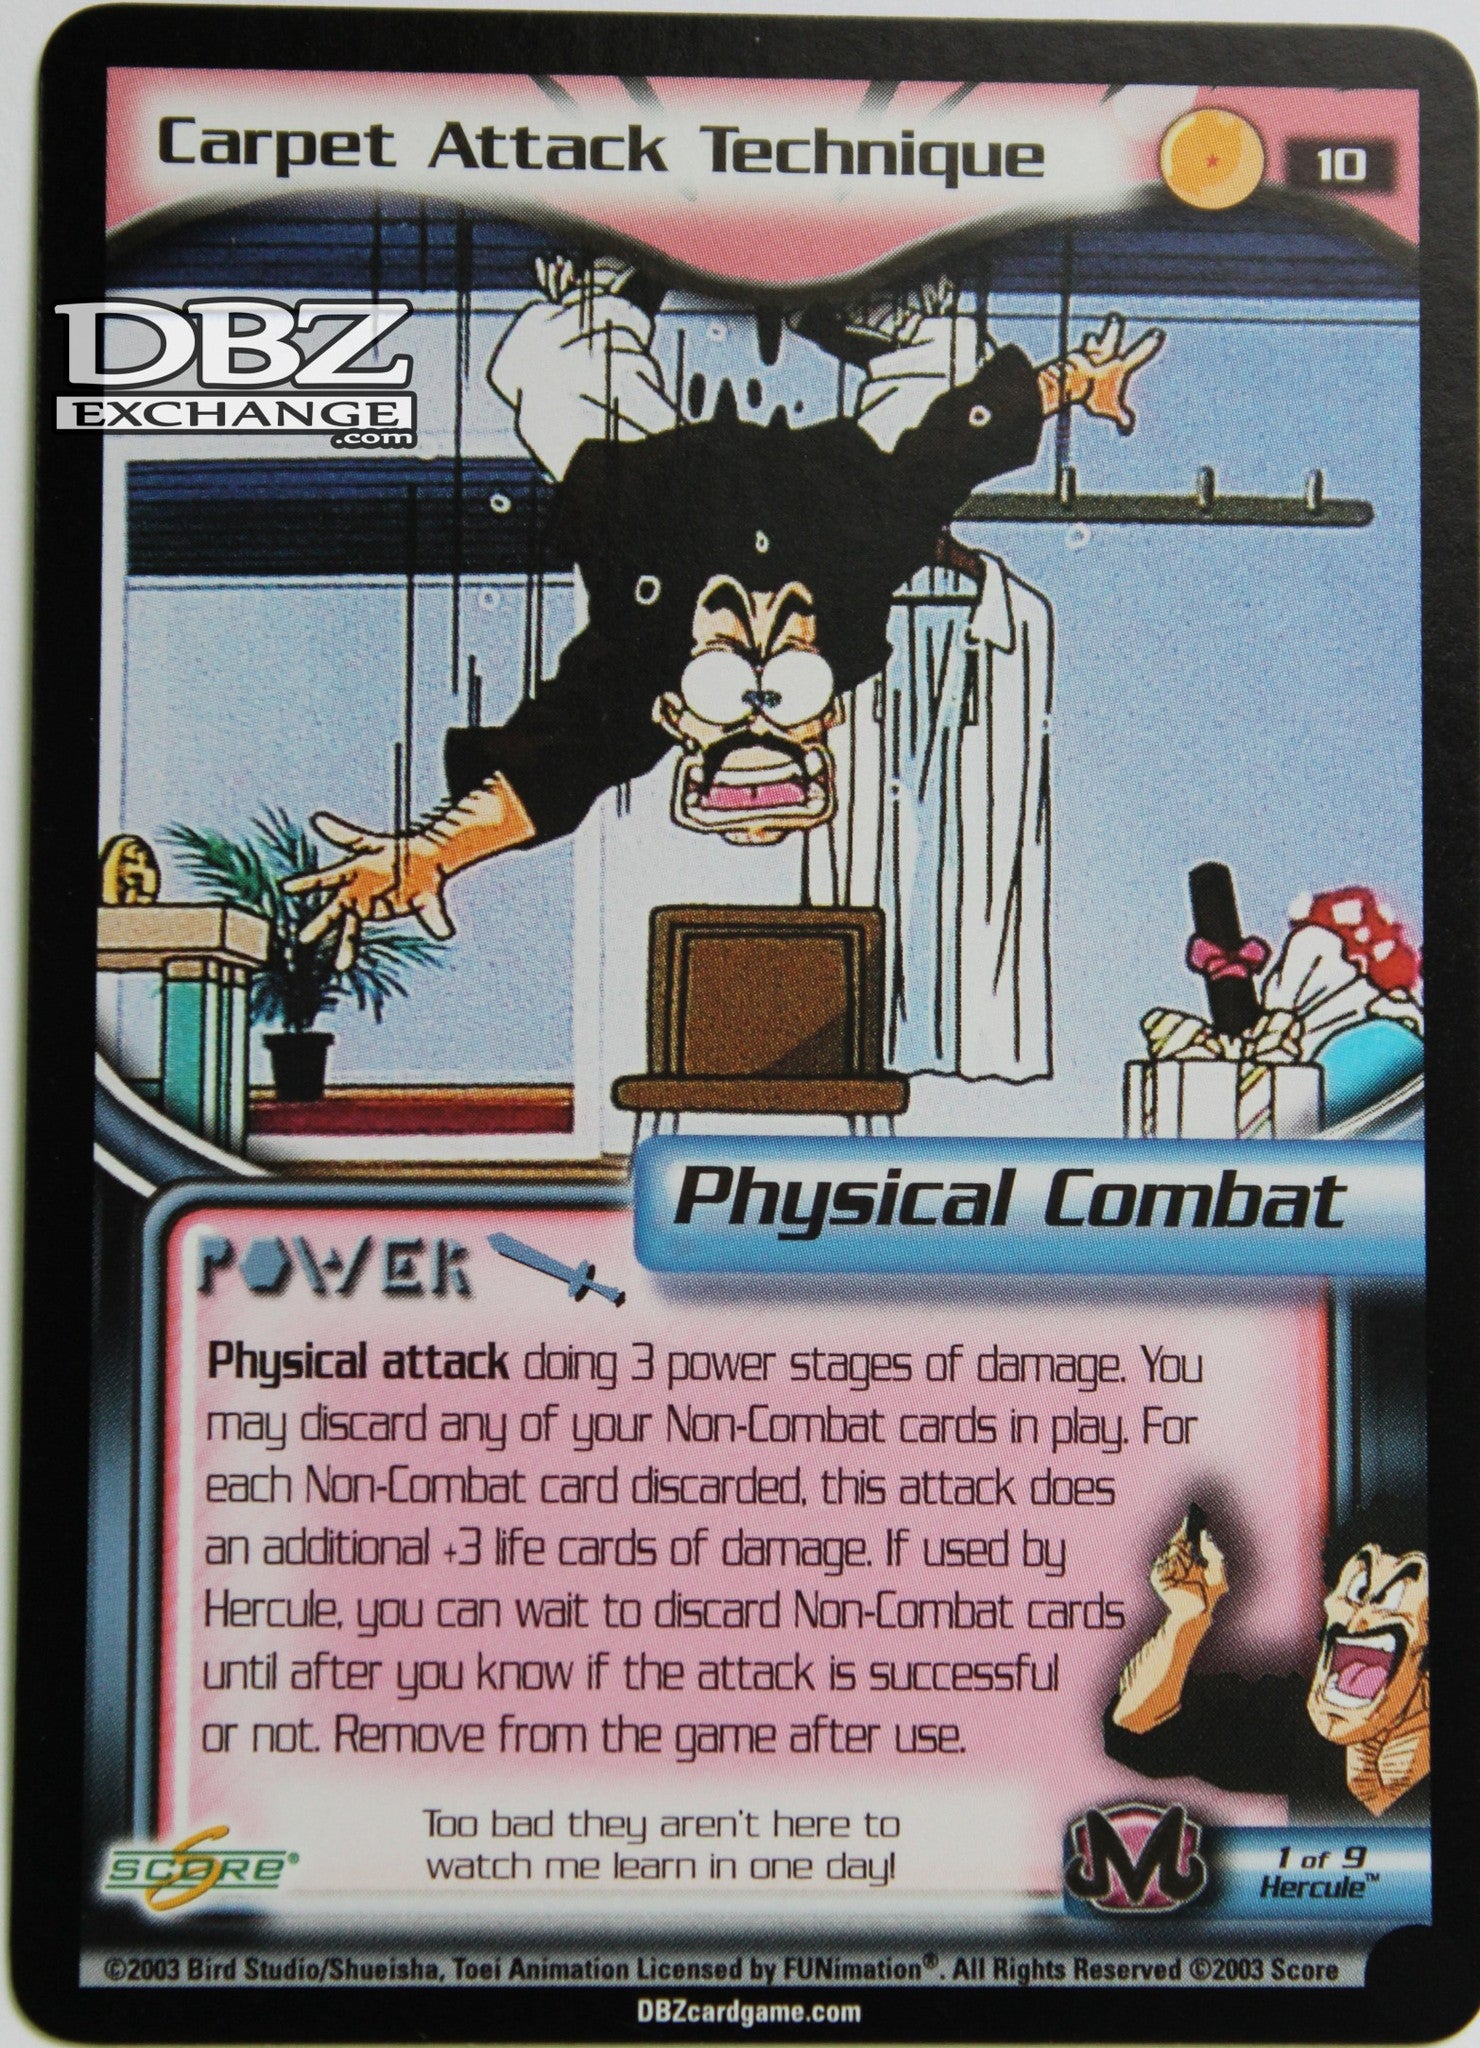 Carpet Attack Technique
10
DBZ
EXCHANGE
.com
Physical Combat
POWER
Physical attack doing 3 power stages of damage. You
may discard any of your Non-Combat cards in play. For
each Non-Combat card discarded, this attack does
an additional +3 life cards of damage. If used by
Hercule, you can wait to discard Non-Combat cards
until after you know if the attack is successful
or not. Remove from the game after use.
Too bad they aren't here to
watch me learn in one day!
SCORE®
M
1 of 9
Hercule™
©2003 Bird Studio/Shueisha, Toei Animation Licensed by FUNimation®. All Rights Reserved ©2003 Score
DBZcardgame.com